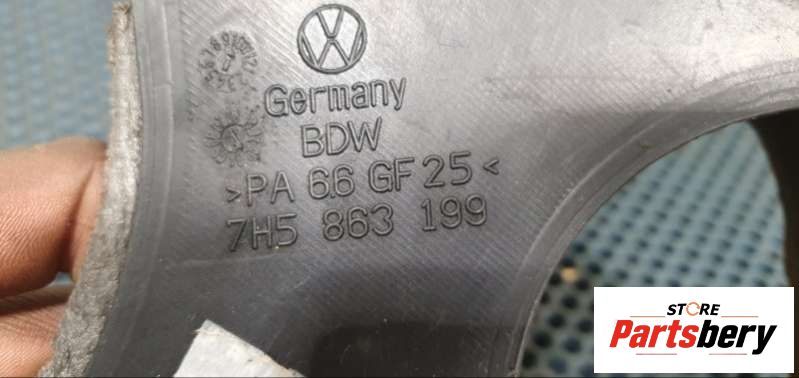 Germany
BDW
>PA 6.6 GF 25<
7H5 863 199
STORE
Partsbery